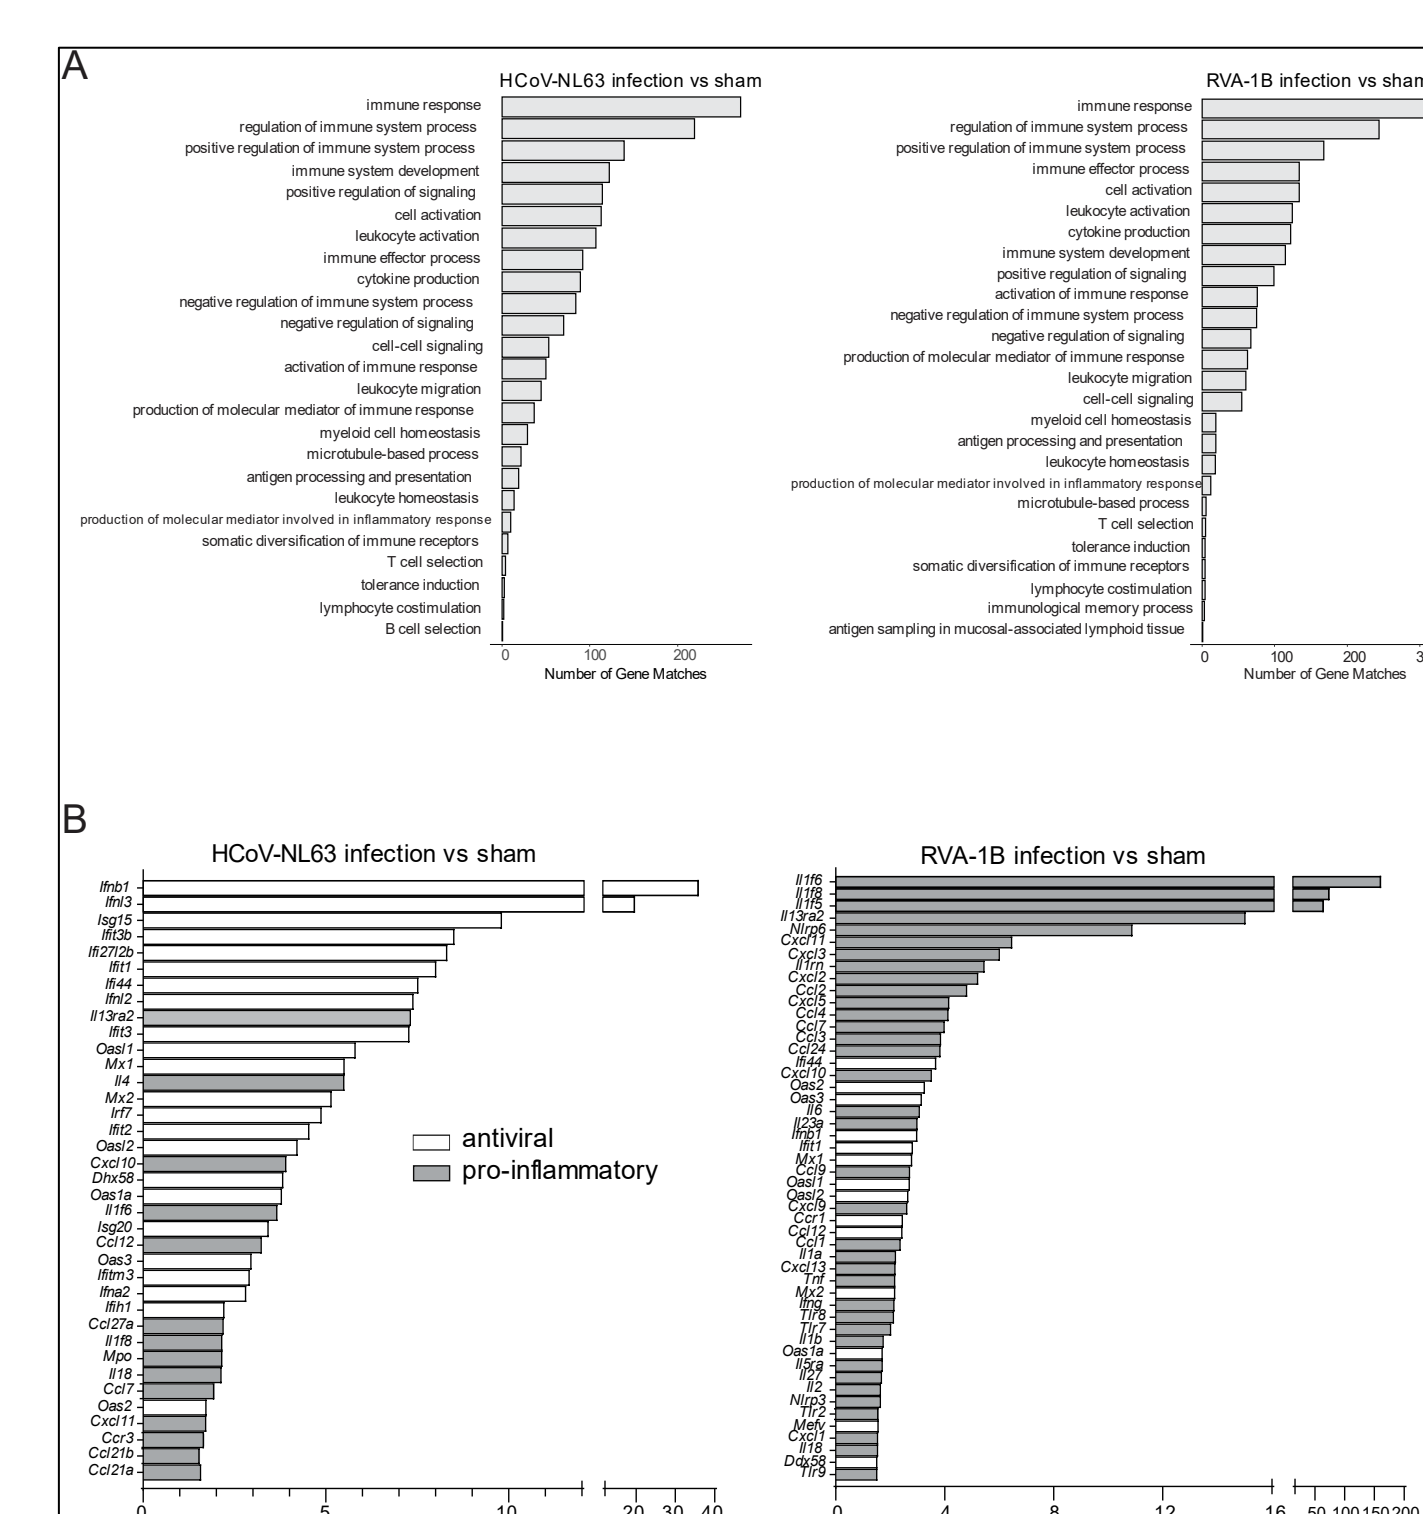 A
HCoV-NL63 infection vs sham
immune response
regulation of immune system process
positive regulation of immune system process
immune system development
positive regulation of signaling
cell activation
leukocyte activation
immune effector process
cytokine production
negative regulation of immune system process
negative regulation of signaling
cell-cell signaling
activation of immune response
leukocyte migration
production of molecular mediator of immune response
myeloid cell homeostasis
microtubule-based process
antigen processing and presentation
leukocyte homeostasis
production of molecular mediator involved in inflammatory response
somatic diversification of immune receptors
T cell selection
tolerance induction
lymphocyte costimulation
B cell selection
0 100 200
Number of Gene Matches
RVA-1B infection vs sham
immune response
regulation of immune system process
positive regulation of immune system process
immune effector process
cell activation
leukocyte activation
cytokine production
immune system development
positive regulation of signaling
activation of immune response
negative regulation of immune system process
negative regulation of signaling
production of molecular mediator of immune response
leukocyte migration
cell-cell signaling
myeloid cell homeostasis
antigen processing and presentation
leukocyte homeostasis
production of molecular mediator involved in inflammatory response
microtubule-based process
T cell selection
tolerance induction
somatic diversification of immune receptors
lymphocyte costimulation
immunological memory process
antigen sampling in mucosal-associated lymphoid tissue
0 100 200 3
Number of Gene Matches
B
HCoV-NL63 infection vs sham
Ifnb1
Ifnl3
Isg15
Ifit3b
Ifi27l2b
Ifit1
Ifi44
Ifnl2
Il13ra2
Ifit3
Oasl1
Mx1
Il4
Mx2
Irf7
Ifit2
Oasl2
Cxcl10
Dhx58
Oas1a
Il1f6
Isg20
Ccl12
Oas3
Ifitm3
Ifna2
Ifih1
Ccl27a
Il1f8
Mpo
Il18
Ccl7
Oas2
Cxcl11
Ccr3
Ccl21b
Ccl21a
0 5 10 20 30 40
antiviral
pro-inflammatory
RVA-1B infection vs sham
Il1f6
Il1f8
Il1f5
Il13ra2
Nlrp6
Cxcl11
Cxcl3
Il1rn
Cxcl2
Ccl2
Cxcl5
Ccl4
Ccl7
Ccl3
Ccl24
Ifi44
Cxcl10
Oas2
Oas3
Il6
Il23a
Ifnb1
Ifit1
Mx1
Ccl9
Oasl1
Oasl2
Cxcl9
Ccr1
Ccl12
Ccl1
Il1a
Cxcl13
Tnf
Mx2
Ifng
Tlr8
Tlr7
Il1b
Oas1a
Il5ra
Il27
Il2
Nlrp3
Tlr2
Mefv
Cxcl1
Il18
Ddx58
Tlr9
0 4 8 12 16 50 100 150 200